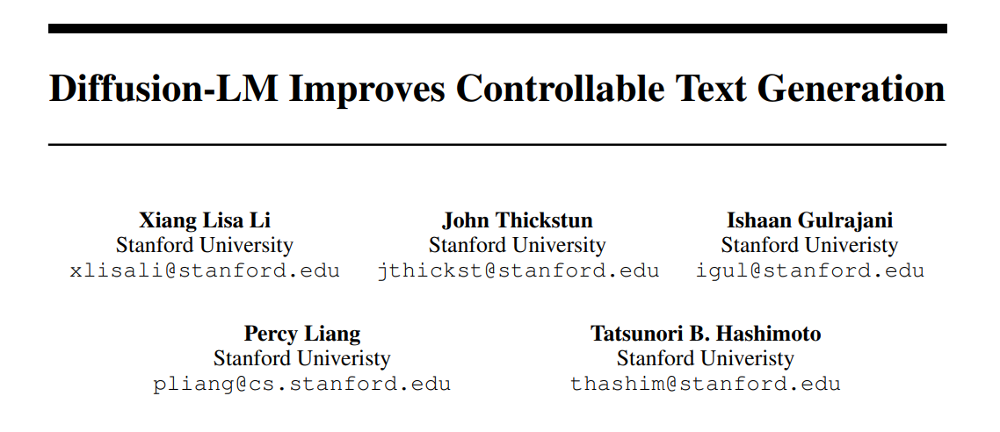 Diffusion-LM Improves Controllable Text Generation
Xiang Lisa Li
Stanford University
xlisali@stanford.edu
John Thickstun
Stanford University
jthickst@stanford.edu
Ishaan Gulrajani
Stanford Univeristy
igul@stanford.edu
Percy Liang
Stanford Univeristy
pliang@cs.stanford.edu
Tatsunori B. Hashimoto
Stanford Univeristy
thashim@stanford.edu